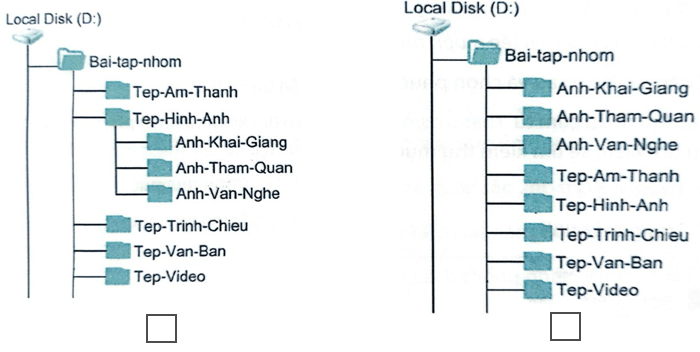 Local Disk (D:)
Bai-tap-nhom
Tep-Am-Thanh
Tep-Hinh-Anh
Anh-Khai-Giang
Anh-Tham-Quan
Anh-Van-Nghe
Tep-Trinh-Chieu
Tep-Van-Ban
Tep-Video
Local Disk (D:)
Bai-tap-nhom
Anh-Khai-Giang
Anh-Tham-Quan
Anh-Van-Nghe
Tep-Am-Thanh
Tep-Hinh-Anh
Tep-Trinh-Chieu
Tep-Van-Ban
Tep-Video